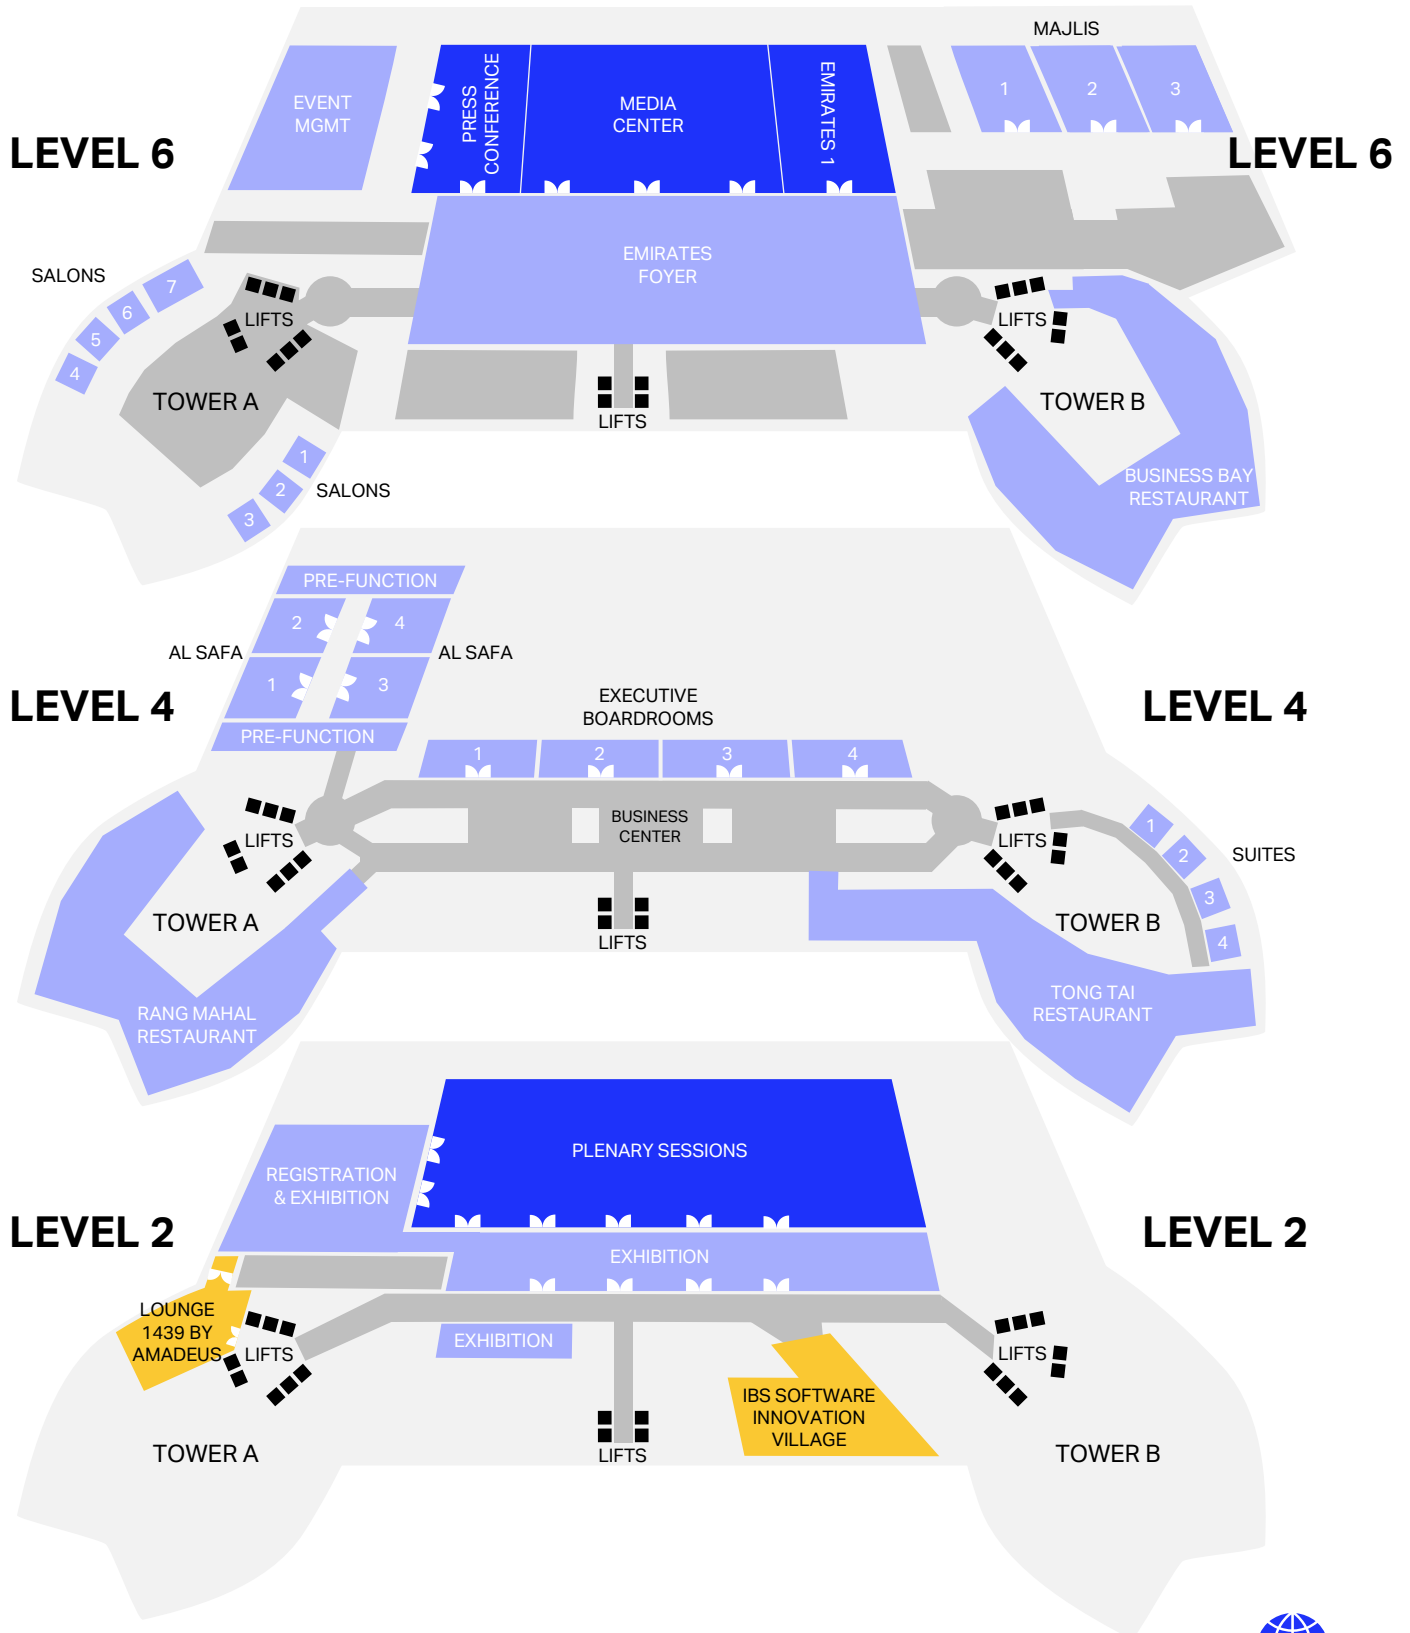 MAJLIS
EVENT
MGMT
PRESS
CONFERENCE
MEDIA
CENTER
EMIRATES 1
1
2
3
LEVEL 6
LEVEL 6
EMIRATES
FOYER
SALONS
7
6
5
4
LIFTS
LIFTS
TOWER A
LIFTS
TOWER B
1
2
3
SALONS
BUSINESS BAY
RESTAURANT
PRE-FUNCTION
2
4
AL SAFA
AL SAFA
1
3
PRE-FUNCTION
LEVEL 4
LEVEL 4
EXECUTIVE
BOARDROOMS
1
2
3
4
BUSINESS
CENTER
LIFTS
LIFTS
1
2
3
4
SUITES
TOWER A
LIFTS
TOWER B
RANG MAHAL
RESTAURANT
TONG TAI
RESTAURANT
PLENARY SESSIONS
REGISTRATION
& EXHIBITION
LEVEL 2
LEVEL 2
EXHIBITION
LOUNGE
1439 BY
AMADEUS
LIFTS
EXHIBITION
LIFTS
IBS SOFTWARE
INNOVATION
VILLAGE
TOWER A
LIFTS
TOWER B